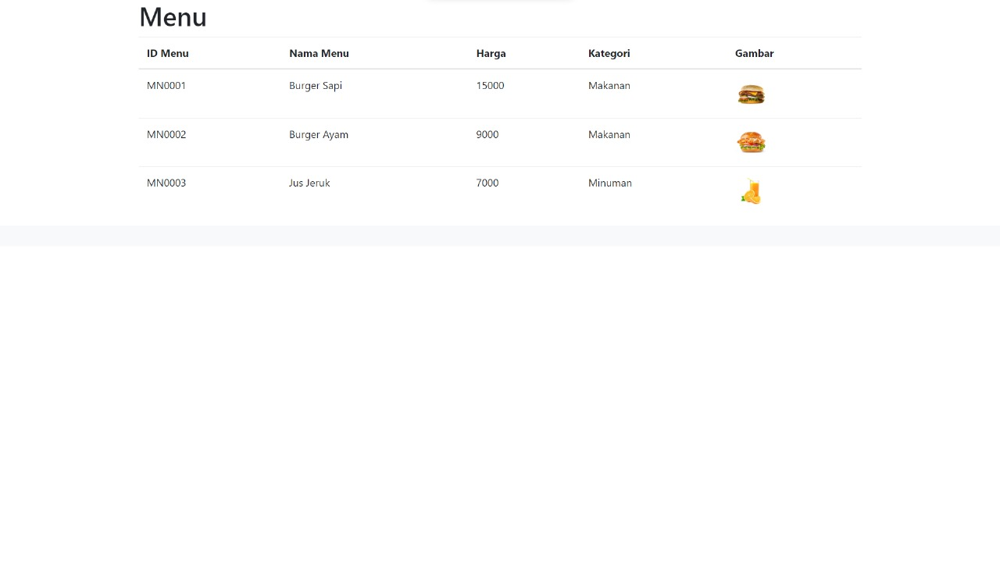 Menu
ID Menu Nama Menu Harga Kategori Gambar
MN0001 Burger Sapi 15000 Makanan
MN0002 Burger Ayam 9000 Makanan
MN0003 Jus Jeruk 7000 Minuman